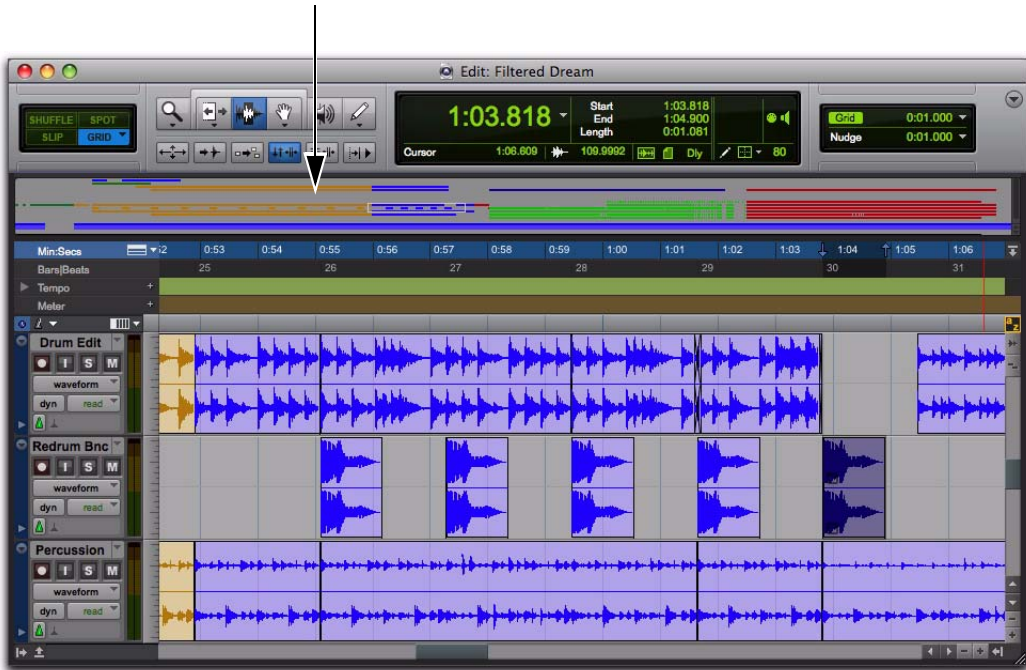 Edit: Filtered Dream
SHUFFLE SPOT
SLIP GRID
1:03.818
Start 1:03.818
End 1:04.900
Length 0:01.081
Cursor 1:06.609 109.9992 Dly 80
Grid 0:01.000
Nudge 0:01.000
Min:Secs 52 0:53 0:54 0:55 0:56 0:57 0:58 0:59 1:00 1:01 1:02 1:03 1:04 1:05 1:06
Bars|Beats 25 26 27 28 29 30 31
Tempo +
Meter +
a z
Drum Edit
I S M
waveform
dyn read
Redrum Bnc
I S M
waveform
dyn read
Percussion
I S M
waveform
dyn read